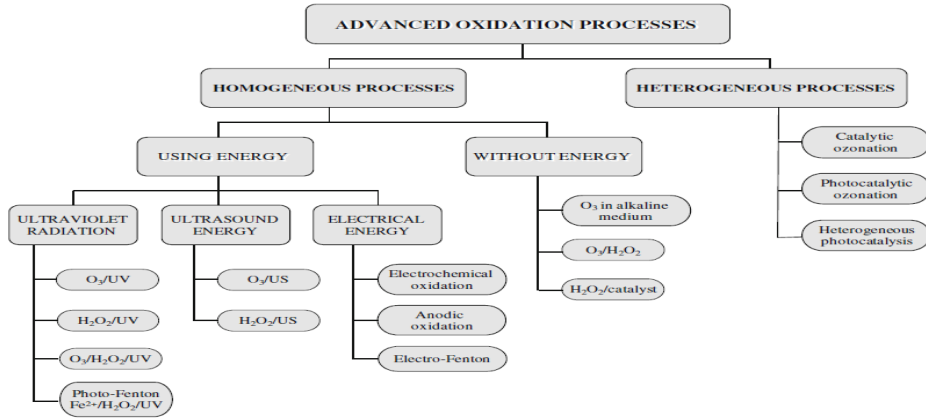 ADVANCED OXIDATION PROCESSES
HOMOGENEOUS PROCESSES
HETEROGENEOUS PROCESSES
USING ENERGY
WITHOUT ENERGY
Catalytic
ozonation
Photocatalytic
ozonation
Heterogeneous
photocatalysis
ULTRAVIOLET
RADIATION
ULTRASOUND
ENERGY
ELECTRICAL
ENERGY
O₃ in alkaline
medium
O₃/H₂O₂
H₂O₂/catalyst
O₃/UV
H₂O₂/UV
O₃/H₂O₂/UV
Photo-Fenton
Fe²⁺/H₂O₂/UV
O₃/US
H₂O₂/US
Electrochemical
oxidation
Anodic
oxidation
Electro-Fenton